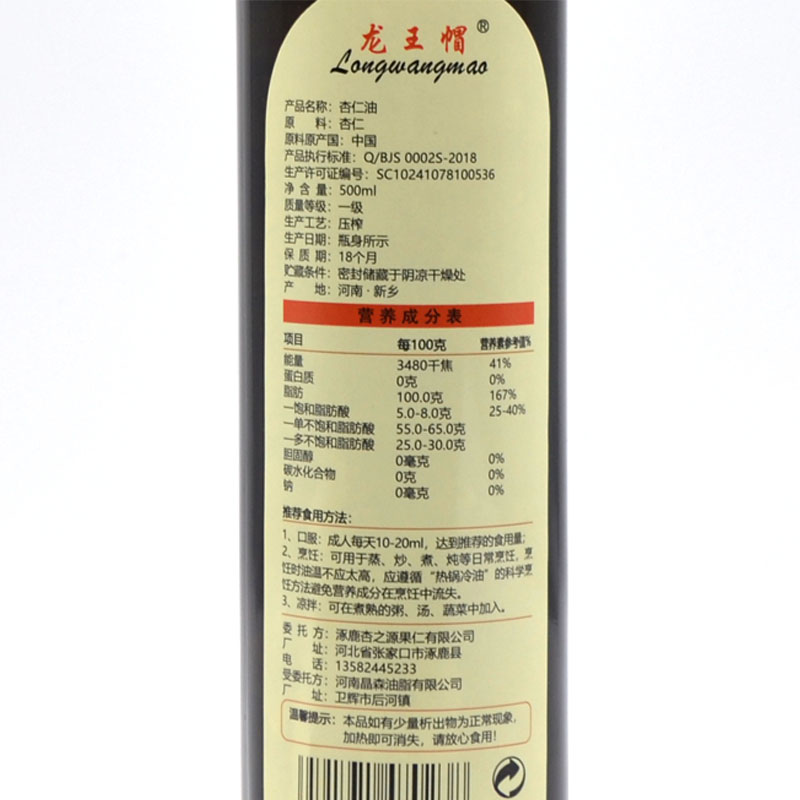 龙王帽®
Longwangmao
产品名称：杏仁油
原 料：杏仁
原料原产国：中国
产品执行标准：Q/BJS 0002S-2018
生产许可证编号：SC10241078100536
净 含 量：500ml
质量等级：一级
生产工艺：压榨
生产日期：瓶身所示
保 质 期：18个月
贮藏条件：密封储藏于阴凉干燥处
产 地：河南·新乡
营养成分表
项目 每100克 营养素参考值%
能量 3480千焦 41%
蛋白质 0克 0%
脂肪 100.0克 167%
—饱和脂肪酸 5.0-8.0克 25-40%
—单不饱和脂肪酸 55.0-65.0克
—多不饱和脂肪酸 25.0-30.0克
胆固醇 0毫克 0%
碳水化合物 0克 0%
钠 0毫克 0%
推荐食用方法：
1、口服：成人每天10-20ml，达到推荐的食用量；
2、烹饪：可用于蒸、炒、煮、炖等日常烹饪，烹
饪时油温不应太高，应遵循“热锅冷油”的科学烹
饪方法避免营养成分在烹饪中流失。
3、凉拌：可在煮熟的粥、汤、蔬菜中加入。
委 托 方：涿鹿杏之源果仁有限公司
厂 址：河北省张家口市涿鹿县
电 话：13582445233
受委托方：河南晶森油脂有限公司
厂 址：卫辉市后河镇
温馨提示：本品如有少量析出物为正常现象，
加热即可消失，请放心食用！